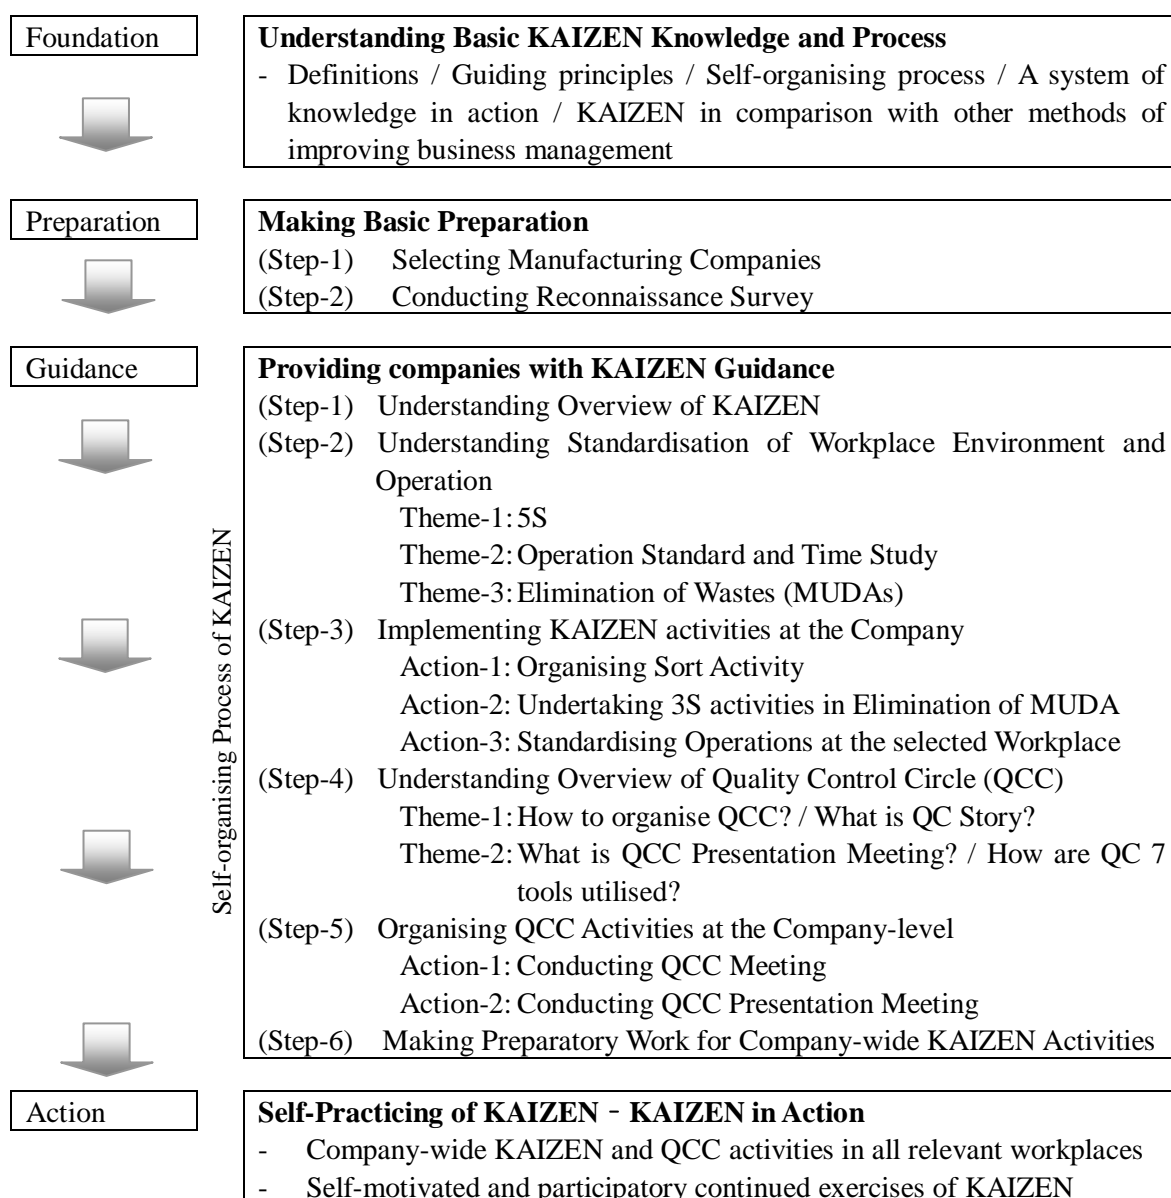 Foundation
Understanding Basic KAIZEN Knowledge and Process
- Definitions / Guiding principles / Self-organising process / A system of
knowledge in action / KAIZEN in comparison with other methods of
improving business management
Preparation
Making Basic Preparation
(Step-1) Selecting Manufacturing Companies
(Step-2) Conducting Reconnaissance Survey
Guidance
Self-organising Process of KAIZEN
Providing companies with KAIZEN Guidance
(Step-1) Understanding Overview of KAIZEN
(Step-2) Understanding Standardisation of Workplace Environment and
Operation
Theme-1: 5S
Theme-2: Operation Standard and Time Study
Theme-3: Elimination of Wastes (MUDAs)
(Step-3) Implementing KAIZEN activities at the Company
Action-1: Organising Sort Activity
Action-2: Undertaking 3S activities in Elimination of MUDA
Action-3: Standardising Operations at the selected Workplace
(Step-4) Understanding Overview of Quality Control Circle (QCC)
Theme-1: How to organise QCC? / What is QC Story?
Theme-2: What is QCC Presentation Meeting? / How are QC 7
tools utilised?
(Step-5) Organising QCC Activities at the Company-level
Action-1: Conducting QCC Meeting
Action-2: Conducting QCC Presentation Meeting
(Step-6) Making Preparatory Work for Company-wide KAIZEN Activities
Action
Self-Practicing of KAIZEN - KAIZEN in Action
- Company-wide KAIZEN and QCC activities in all relevant workplaces
- Self-motivated and participatory continued exercises of KAIZEN